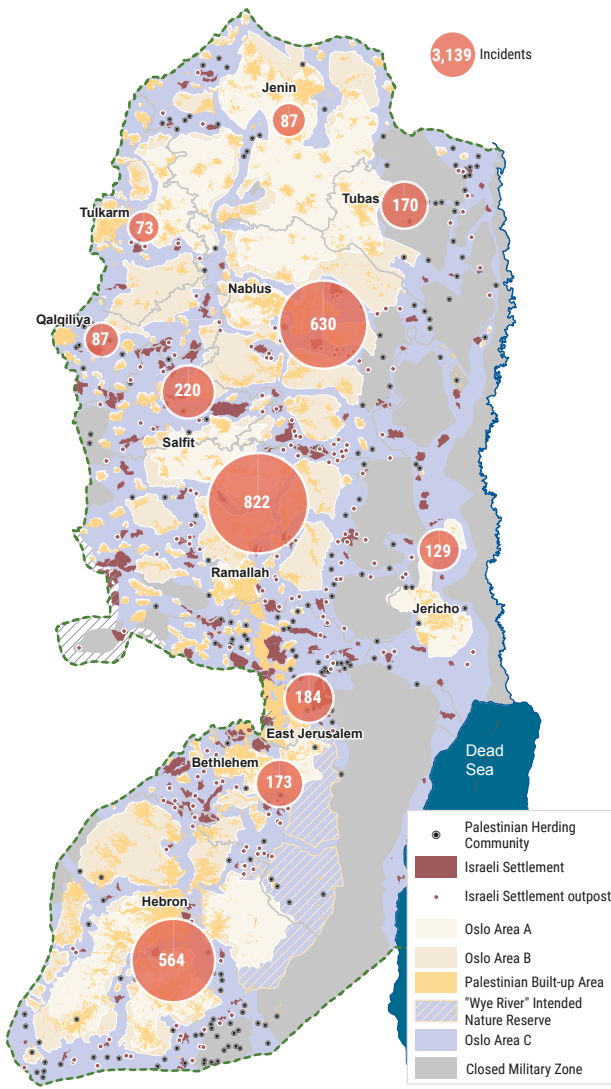 3,139 Incidents
Jenin
87
Tubas
170
Tulkarm
73
Nablus
630
Qalqiliya
87
220
Salfit
822
Ramallah
129
Jericho
184
East Jerusalem
Bethlehem
173
Dead
Sea
Hebron
564
Palestinian Herding
Community
Israeli Settlement
Israeli Settlement outpost
Oslo Area A
Oslo Area B
Palestinian Built-up Area
"Wye River" Intended
Nature Reserve
Oslo Area C
Closed Military Zone